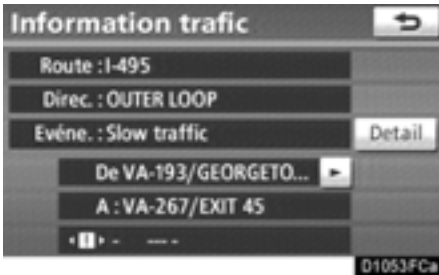 Information trafic
Route : I-495
Direc. : OUTER LOOP
Evéne. : Slow traffic
Detail
De VA-193/GEORGETO...
A : VA-267/EXIT 45
- --- -
D1053FCa